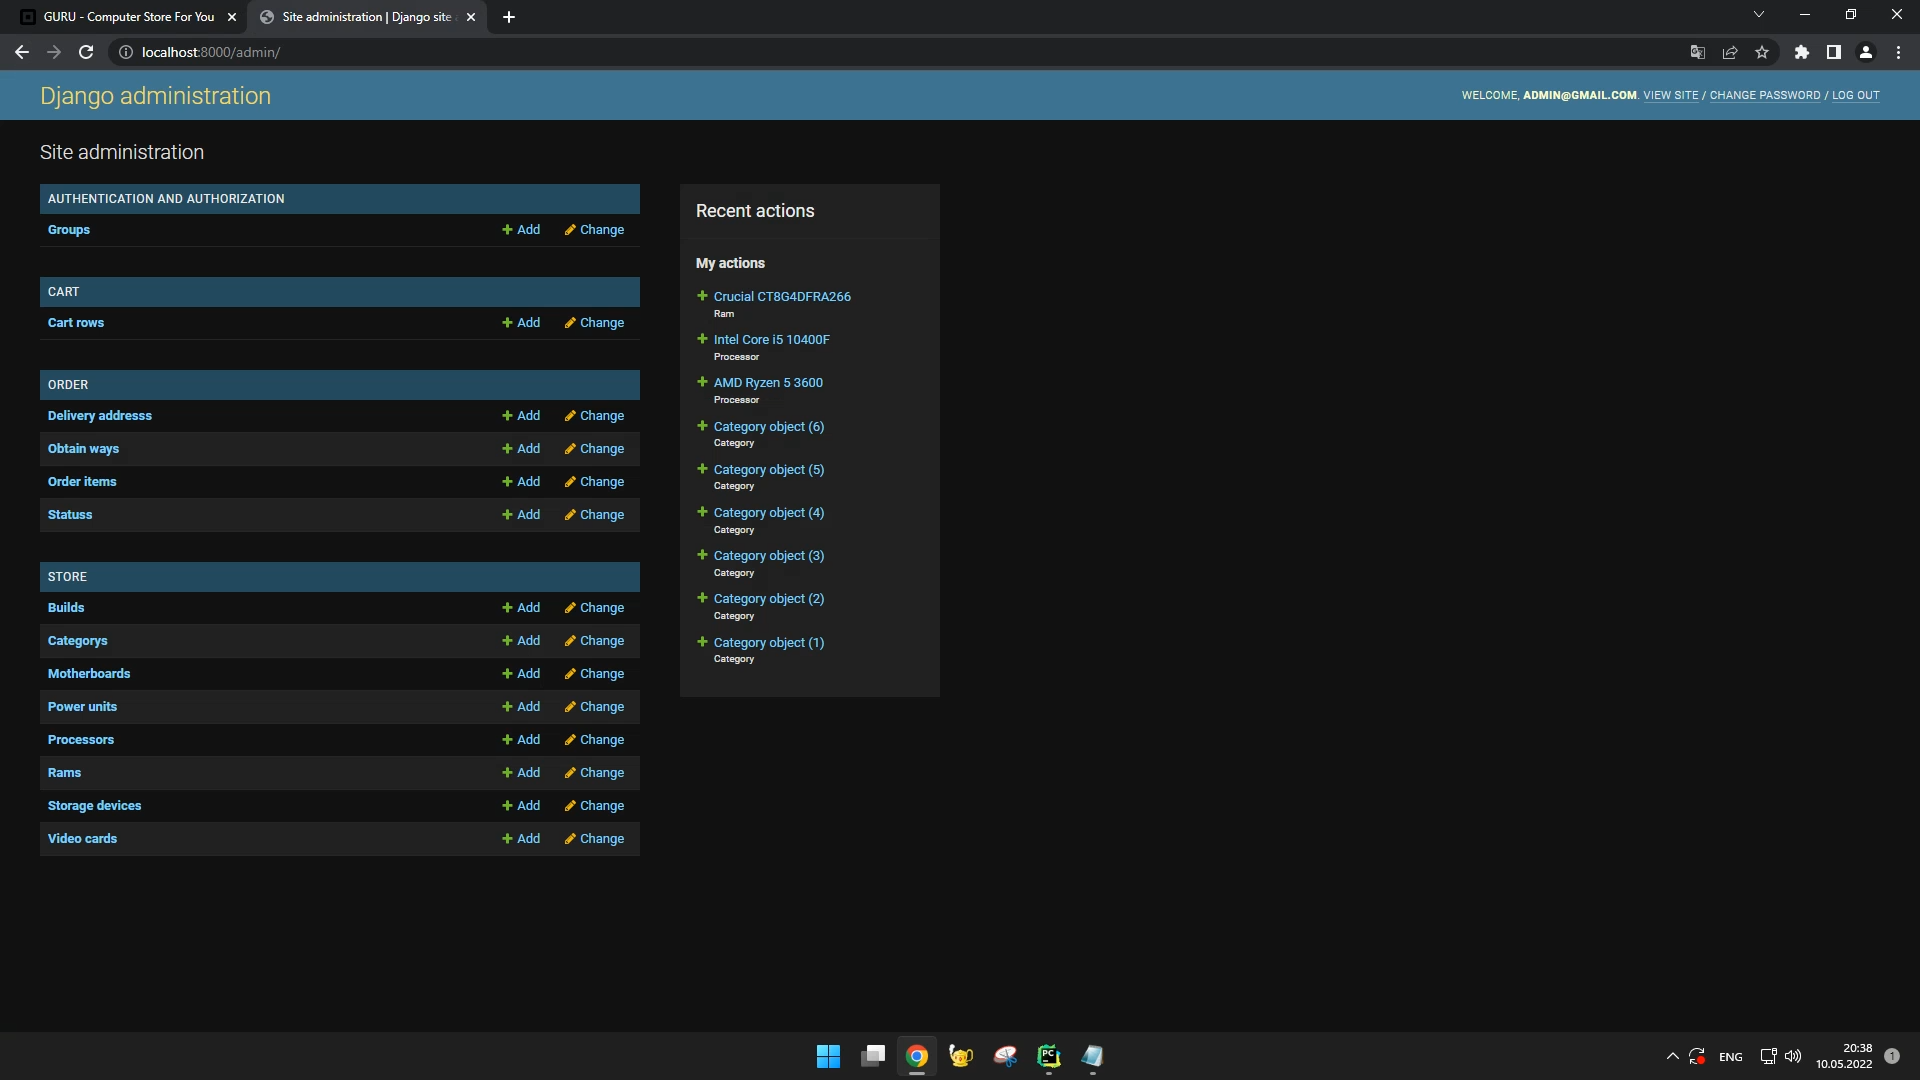 GURU - Computer Store For You
Site administration | Django site
localhost:8000/admin/
Django administration
WELCOME, ADMIN@GMAIL.COM. VIEW SITE / CHANGE PASSWORD / LOG OUT
Site administration
AUTHENTICATION AND AUTHORIZATION
Groups Add Change
CART
Cart rows Add Change
ORDER
Delivery addresss Add Change
Obtain ways Add Change
Order items Add Change
Statuss Add Change
STORE
Builds Add Change
Categorys Add Change
Motherboards Add Change
Power units Add Change
Processors Add Change
Rams Add Change
Storage devices Add Change
Video cards Add Change
Recent actions
My actions
Crucial CT8G4DFRA266
Ram
Intel Core i5 10400F
Processor
AMD Ryzen 5 3600
Processor
Category object (6)
Category
Category object (5)
Category
Category object (4)
Category
Category object (3)
Category
Category object (2)
Category
Category object (1)
Category
PC
ENG
20:38
10.05.2022
1